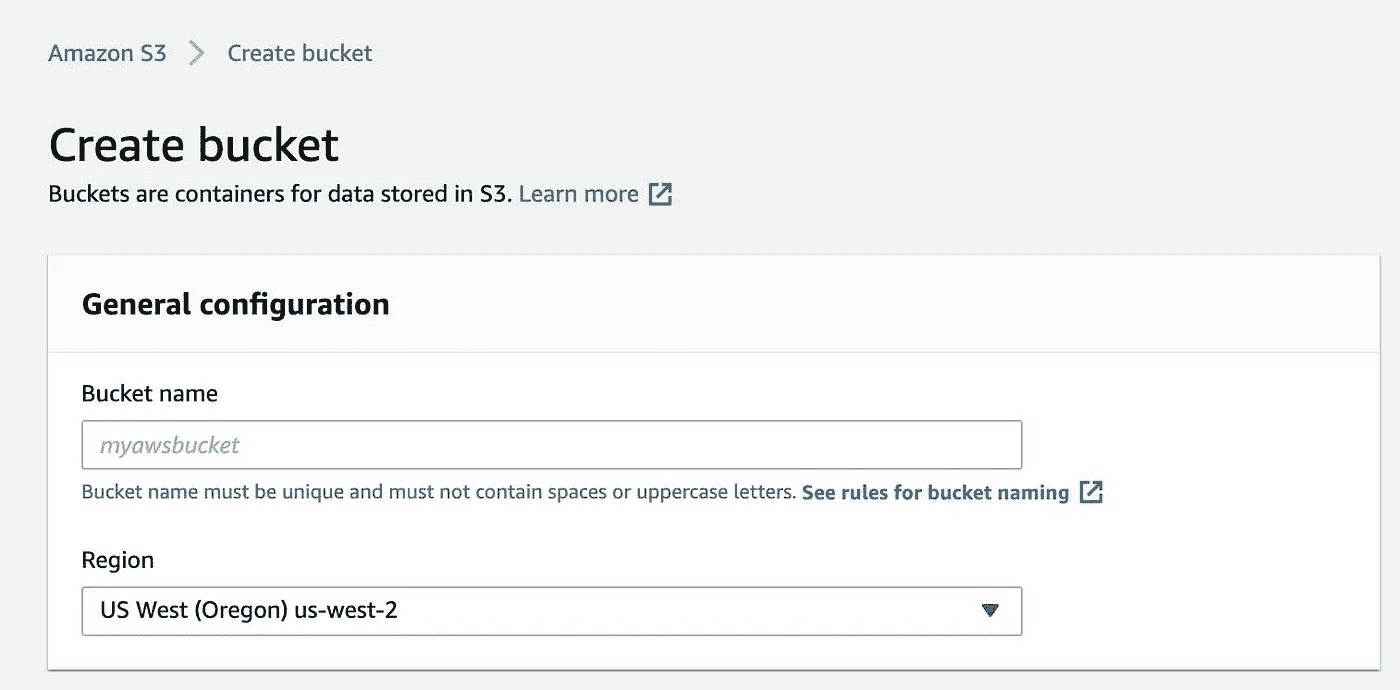 Amazon S3 > Create bucket
Create bucket
Buckets are containers for data stored in S3. Learn more
General configuration
Bucket name
myawsbucket
Bucket name must be unique and must not contain spaces or uppercase letters. See rules for bucket naming
Region
US West (Oregon) us-west-2